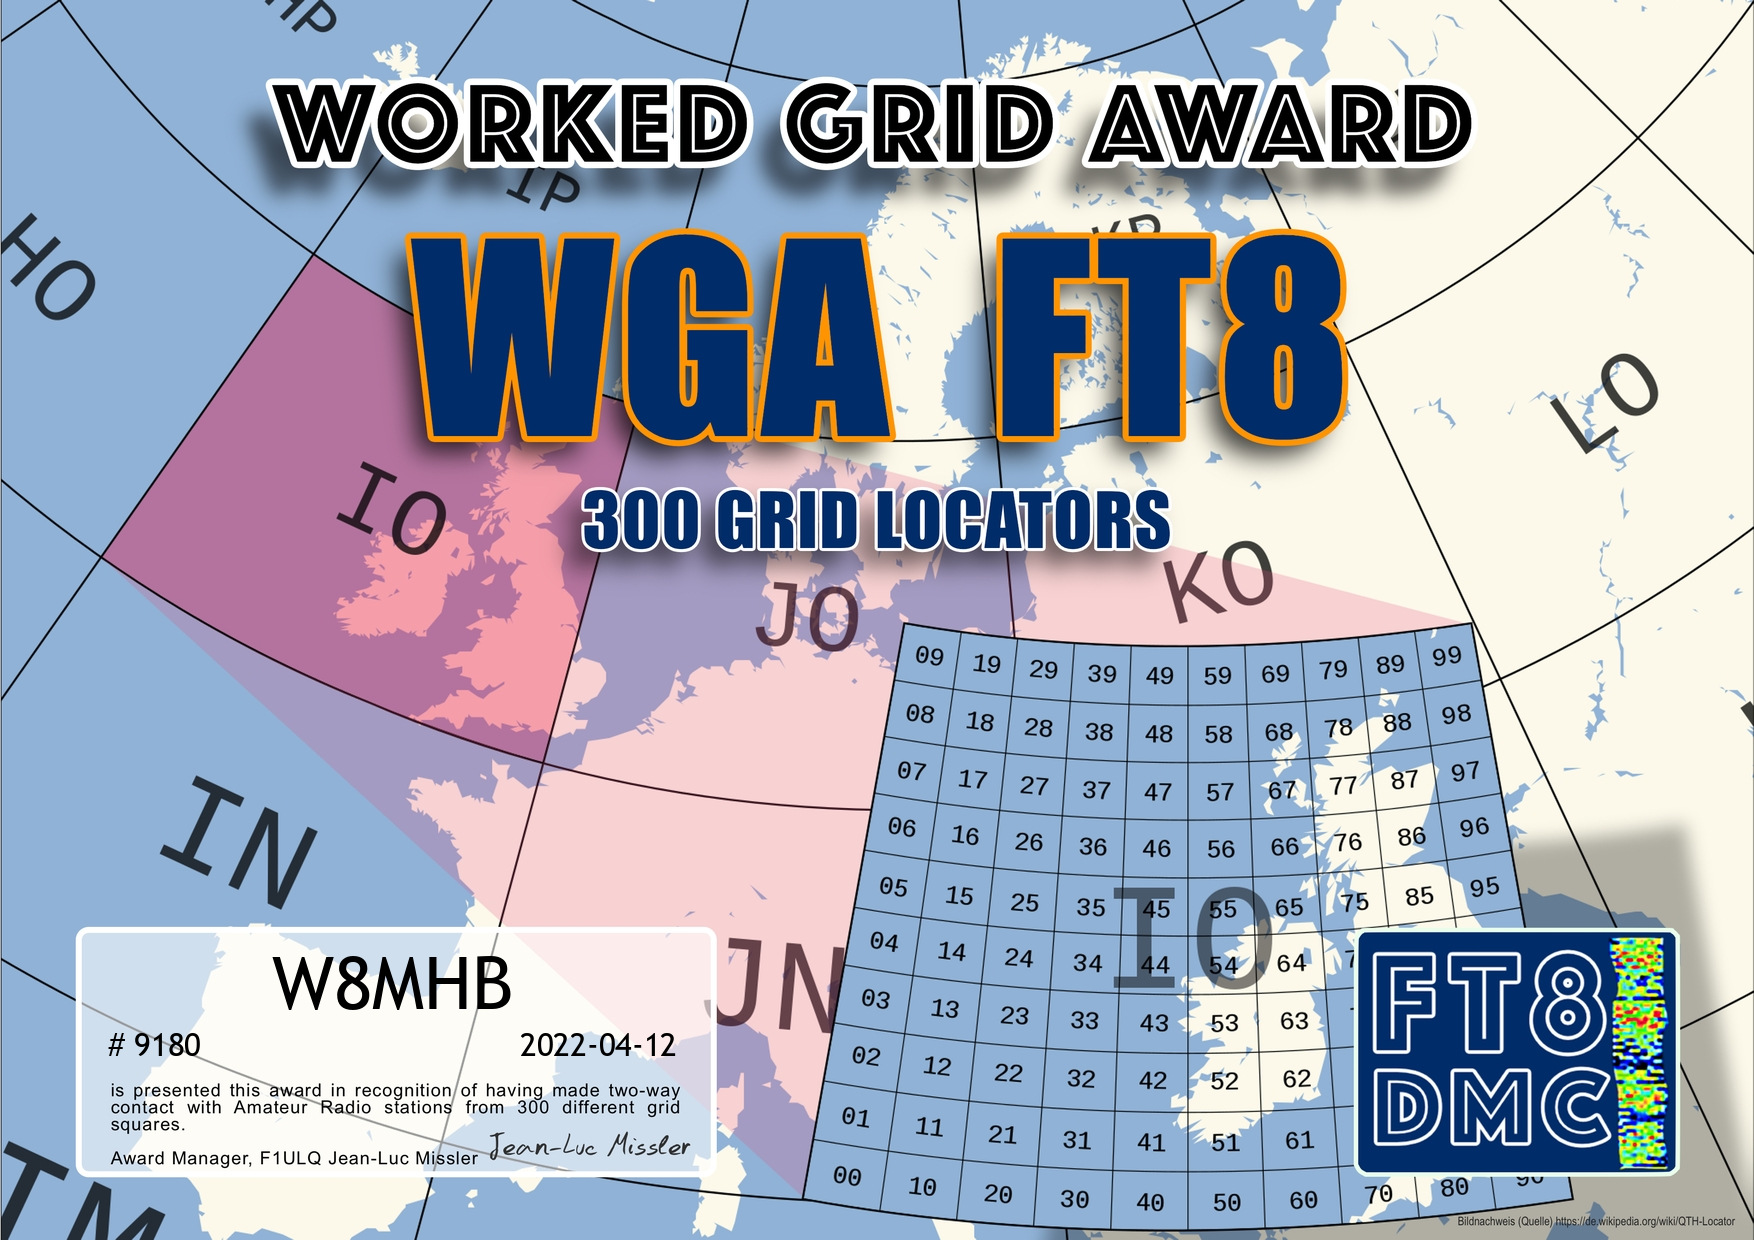 HP
WORKED GRID AWARD
IP
KP
HO
WGA FT8
LO
IO
300 GRID LOCATORS
KO
JO
09 19 29 39 49 59 69 79 89 99
08 18 28 38 48 58 68 78 88 98
07 17 27 37 47 57 67 77 87 97
IN
06 16 26 36 46 56 66 76 86 96
05 15 25 35 45 55 65 75 85 95
IO
JN
04 14 24 34 44 54 64
03 13 23 33 43 53 63
02 12 22 32 42 52 62
01 11 21 31 41 51 61
00 10 20 30 40 50 60 70 80 90
W8MHB
# 9180 2022-04-12
is presented this award in recognition of having made two-way
contact with Amateur Radio stations from 300 different grid
squares.
Award Manager, F1ULQ Jean-Luc Missler Jean-Luc Missler
IM
FT8
DMC
Bildnachweis (Quelle) https://de.wikipedia.org/wiki/QTH-Locator